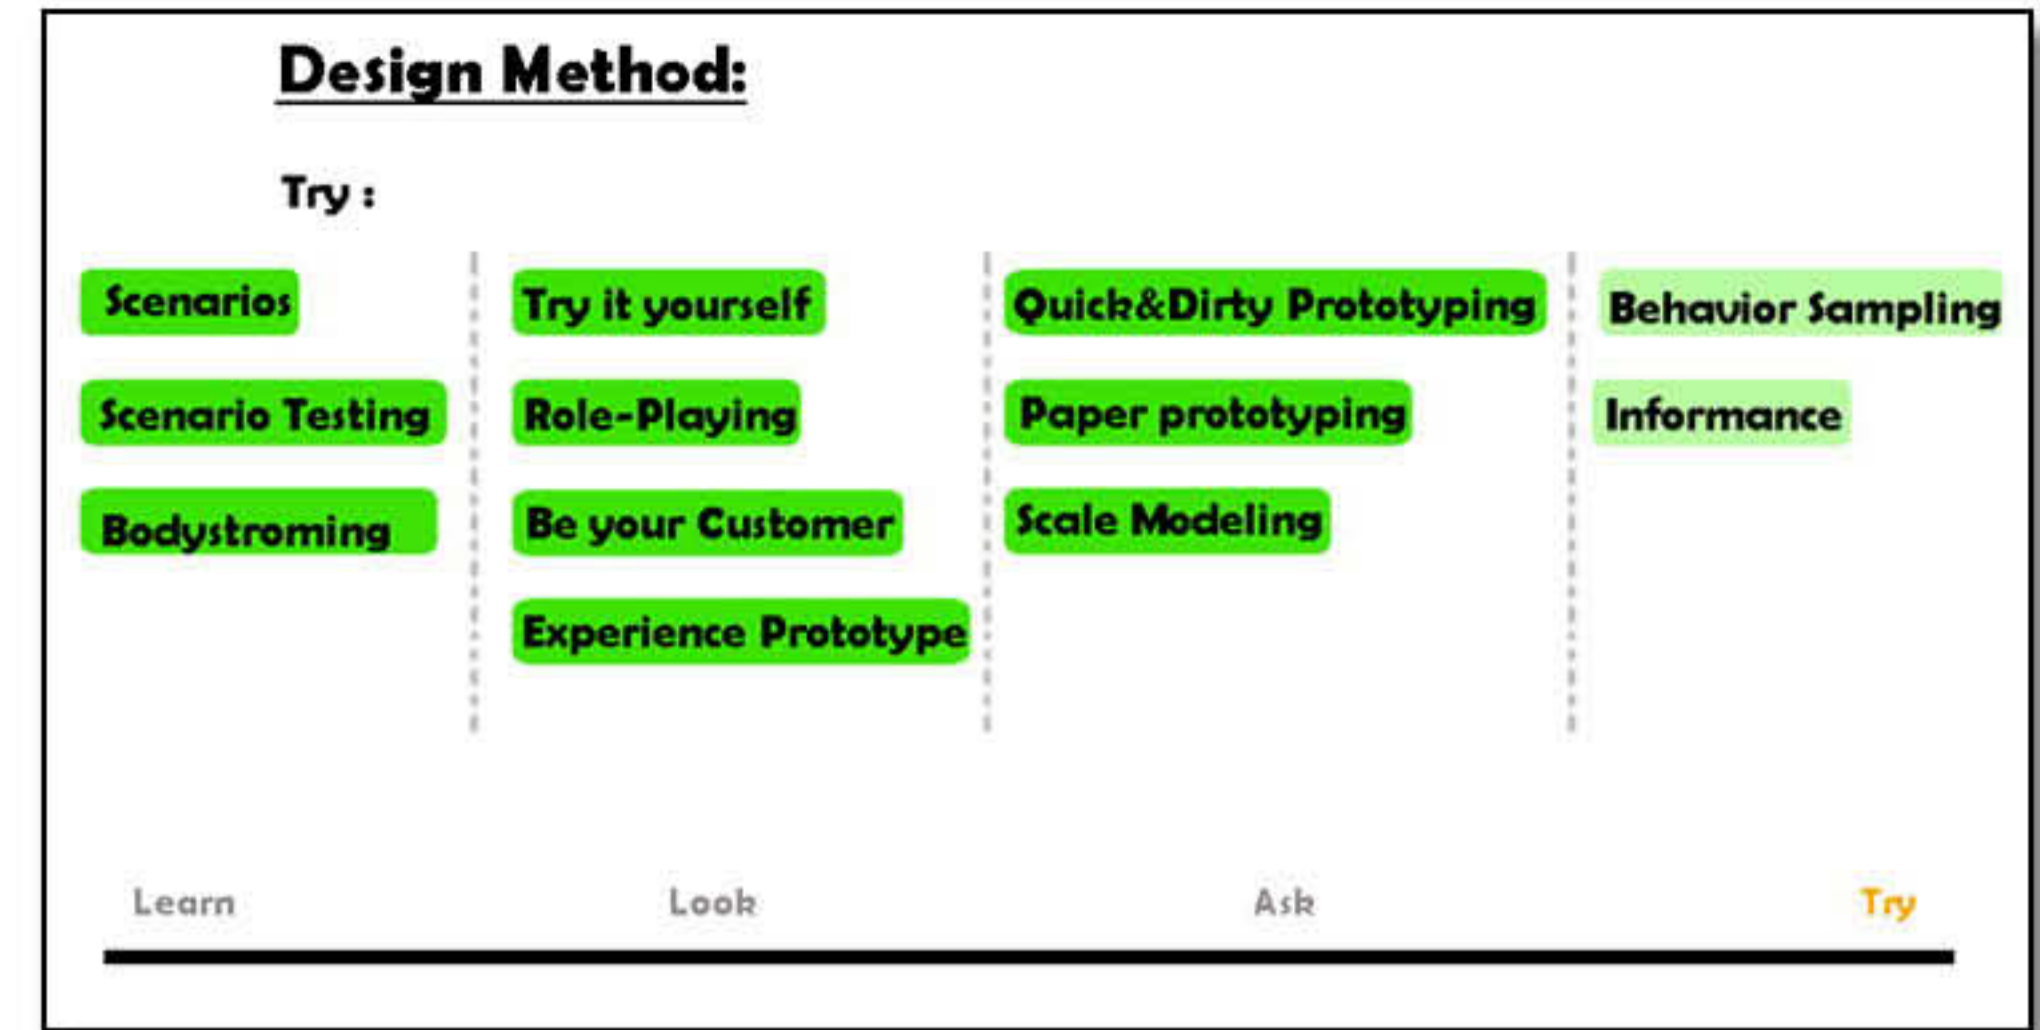 Design Method:
Try :
Scenarios
Scenario Testing
Bodystroming
Try it yourself
Role-Playing
Be your Customer
Experience Prototype
Quick&Dirty Prototyping
Paper prototyping
Scale Modeling
Behavior Sampling
Informance
Learn
Look
Ask
Try